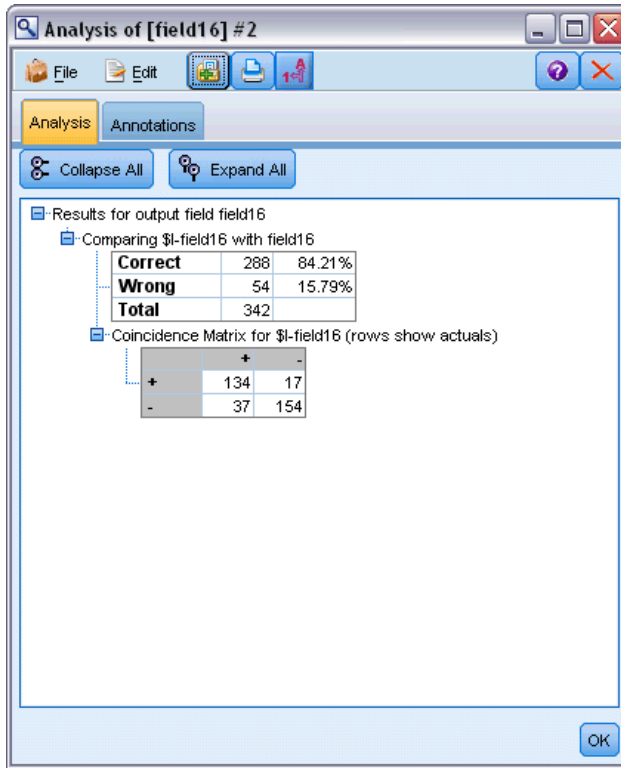 Analysis of [field16] #2
File Edit
Analysis Annotations
Collapse All Expand All
Results for output field field16
Comparing $I-field16 with field16
Correct 288 84.21%
Wrong 54 15.79%
Total 342
Coincidence Matrix for $I-field16 (rows show actuals)
+ -
+ 134 17
- 37 154
OK